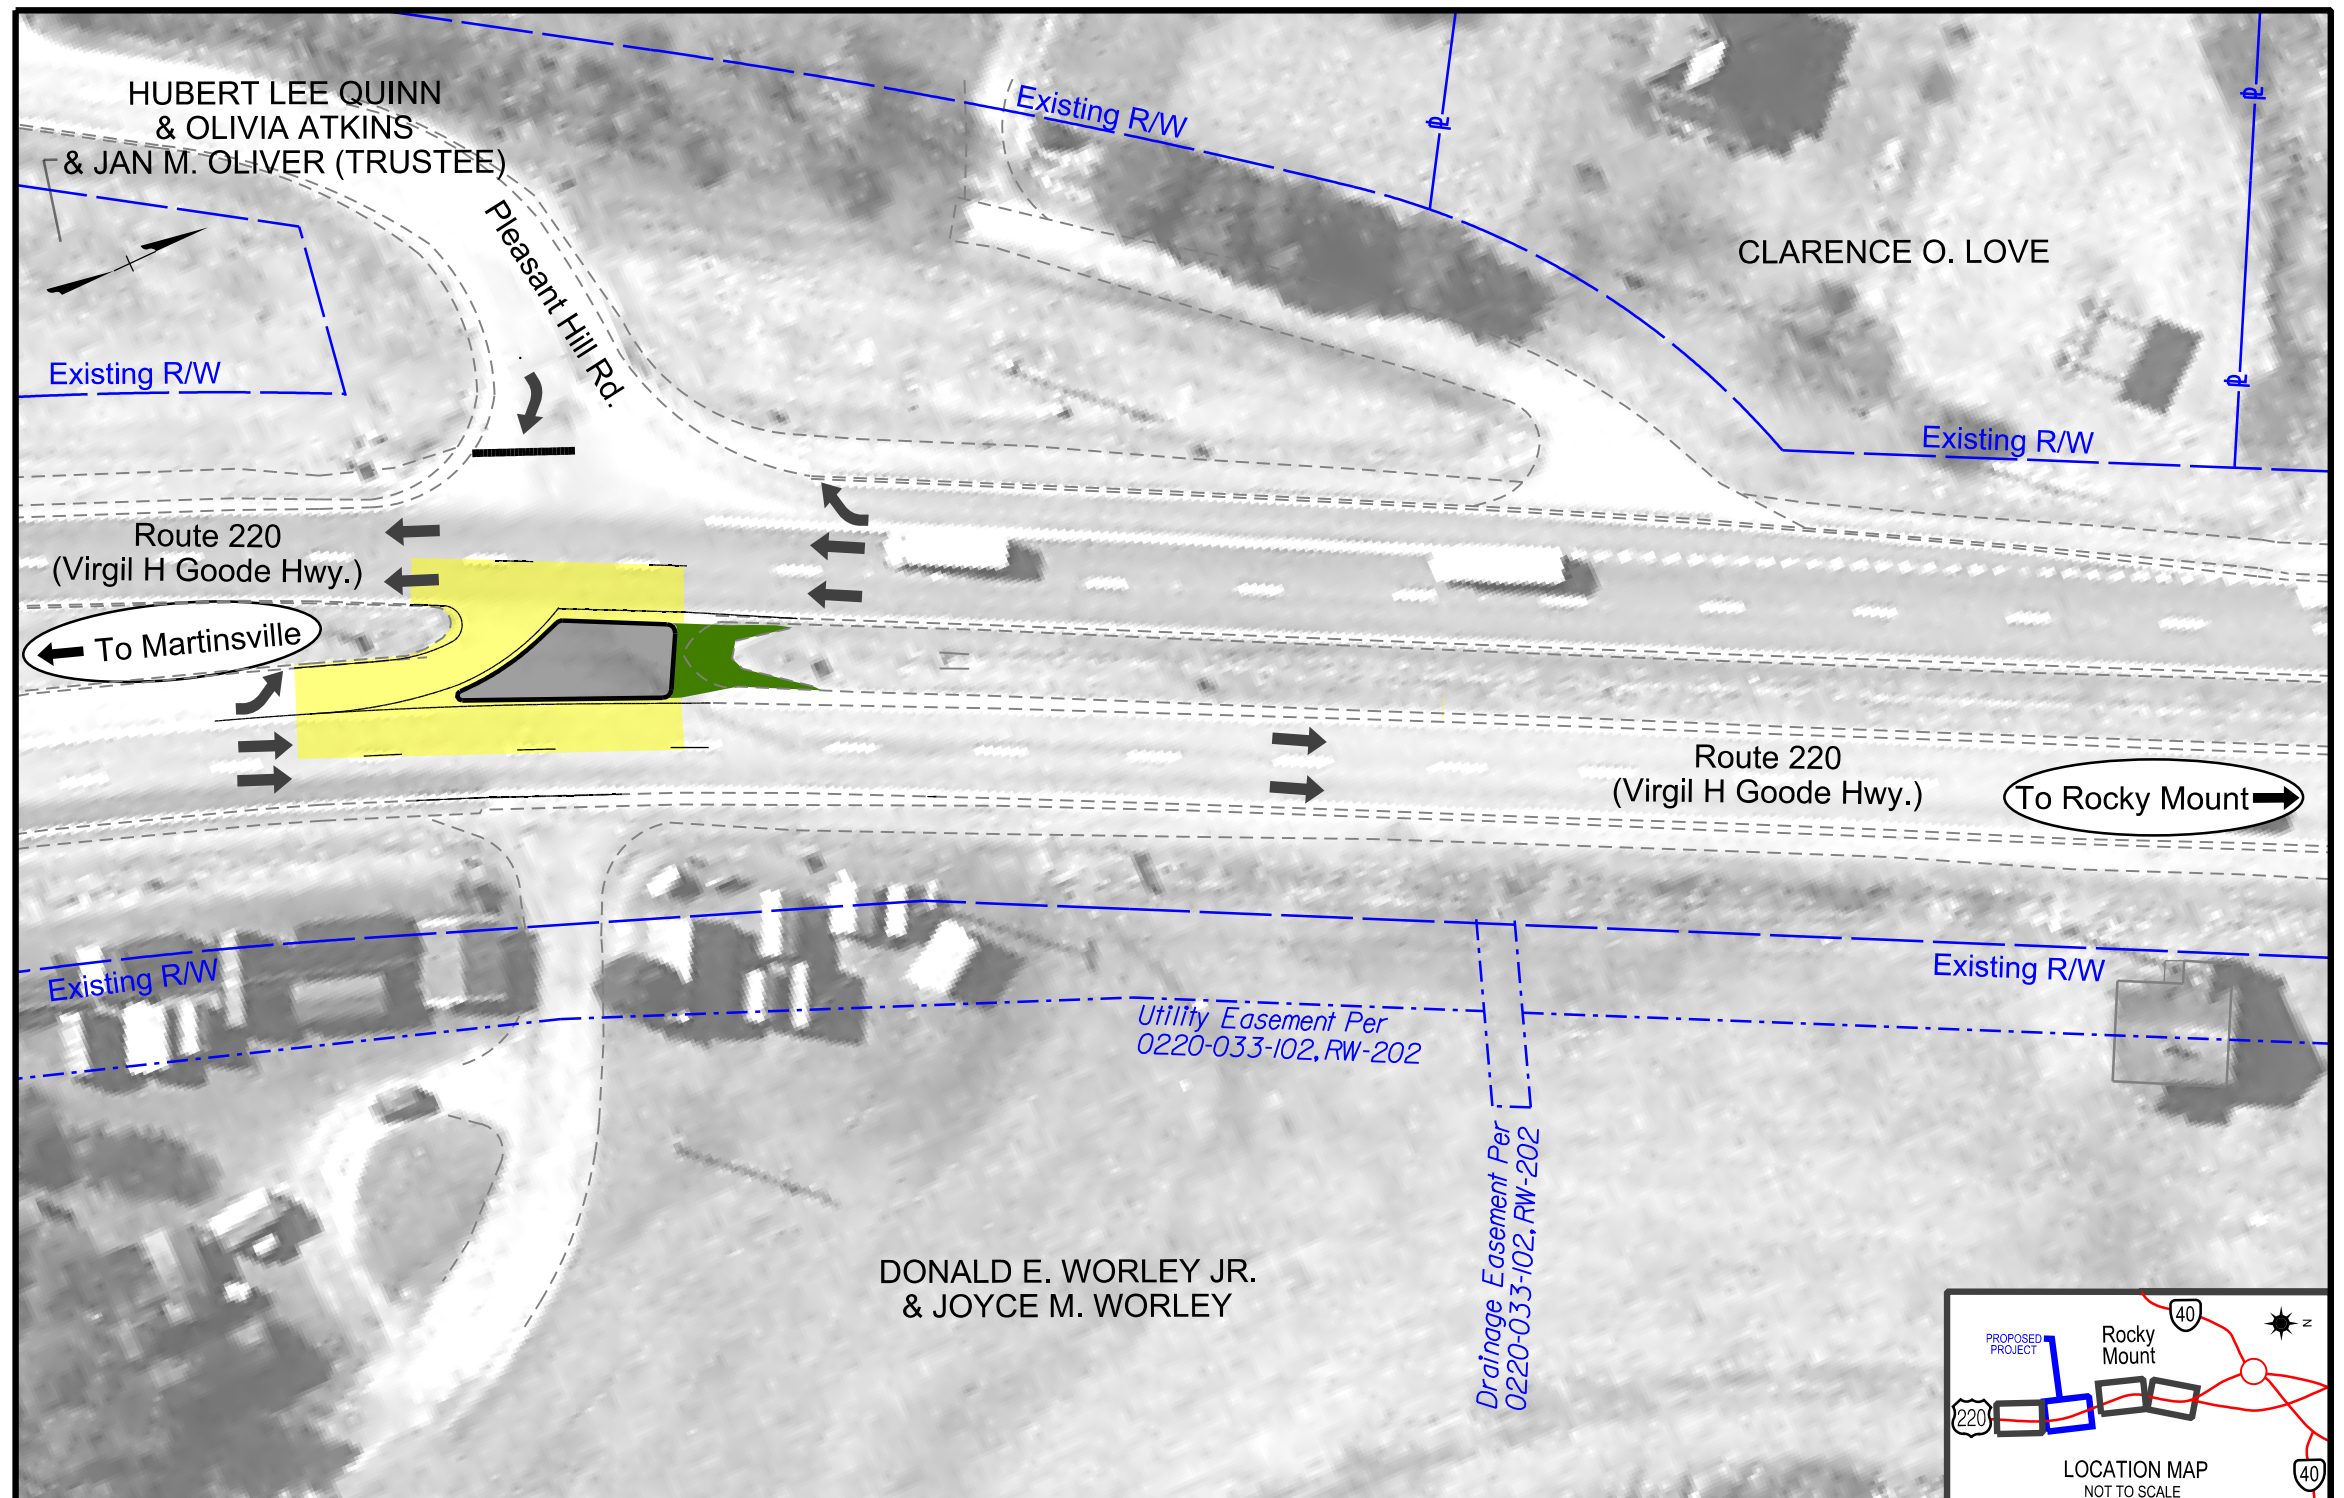 HUBERT LEE QUINN
& OLIVIA ATKINS
& JAN M. OLIVER (TRUSTEE)
Pleasant Hill Rd.
Existing R/W
Existing R/W
CLARENCE O. LOVE
Existing R/W
Route 220
(Virgil H Goode Hwy.)
To Martinsville
Route 220
(Virgil H Goode Hwy.)
To Rocky Mount
Existing R/W
Existing R/W
Utility Easement Per
0220-033-102, RW-202
Drainage Easement Per
0220-033-102, RW-202
DONALD E. WORLEY JR.
& JOYCE M. WORLEY
40
N
PROPOSED
PROJECT
Rocky
Mount
220
40
LOCATION MAP
NOT TO SCALE